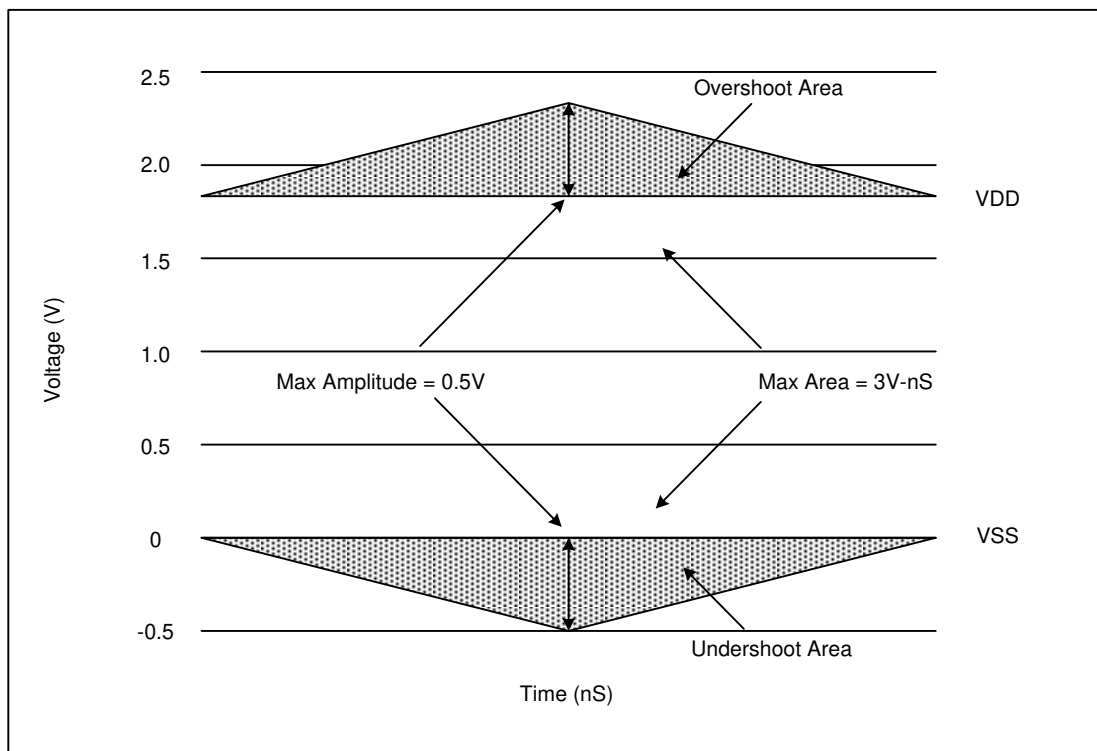 2.5
Overshoot Area
2.0
VDD
1.5
Voltage (V)
1.0
Max Amplitude = 0.5V
Max Area = 3V-nS
0.5
0
VSS
-0.5
Undershoot Area
Time (nS)